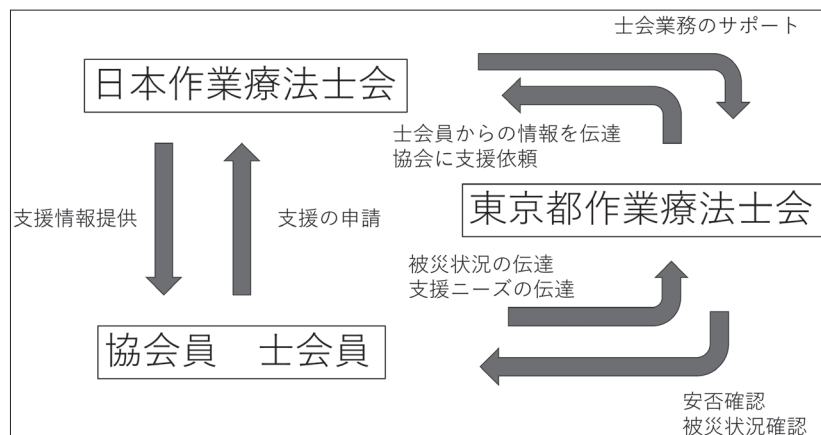 士会業務のサポート
日本作業療法士会
士会員からの情報を伝達
協会に支援依頼
支援情報提供
支援の申請
東京都作業療法士会
被災状況の伝達
支援ニーズの伝達
協会員　士会員
安否確認
被災状況確認